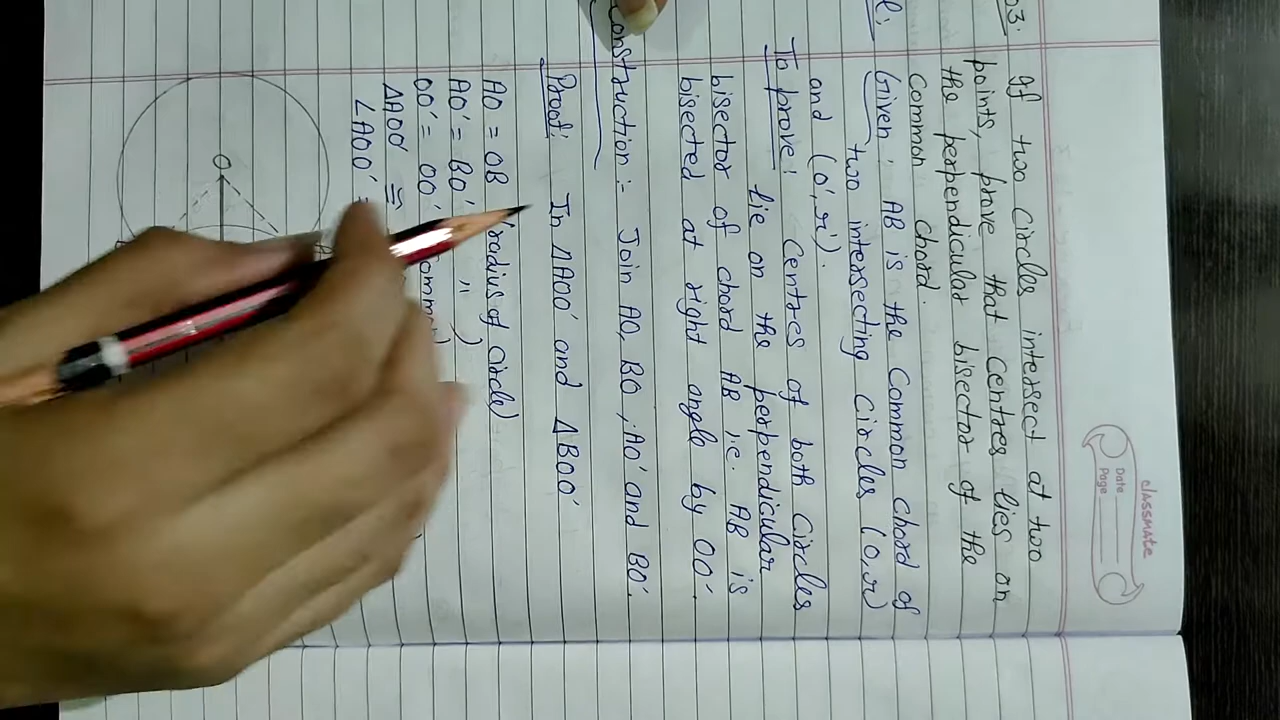 classmate
Date
Page
03. If two circles intersect at two
points, prove that centres lies on
the perpendicular bisector of the
common chord.
Given: AB is the common chord of
two intersecting circles (O,r)
and (O',r').
To prove: Centres of both circles
lie on the perpendicular
bisector of chord AB i.e. AB is
bisected at right angle by OO'.
Construction:- Join AO, BO, AO' and BO'.
Proof: In ΔAOO' and ΔBOO'
AO = OB (radius of circle)
AO' = BO' ( " )
OO' = OO'
ΔAOO' ≅
∠AOO' =
O